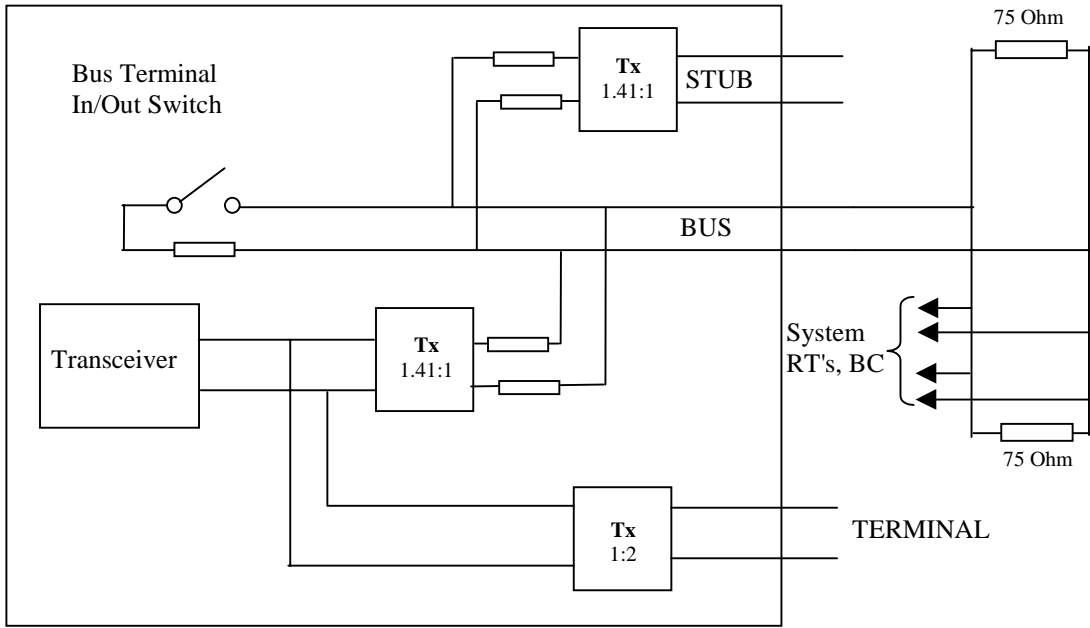 75 Ohm
Bus Terminal
In/Out Switch
Tx
1.41:1
STUB
BUS
Transceiver
Tx
1.41:1
System
RT's, BC
75 Ohm
Tx
1:2
TERMINAL